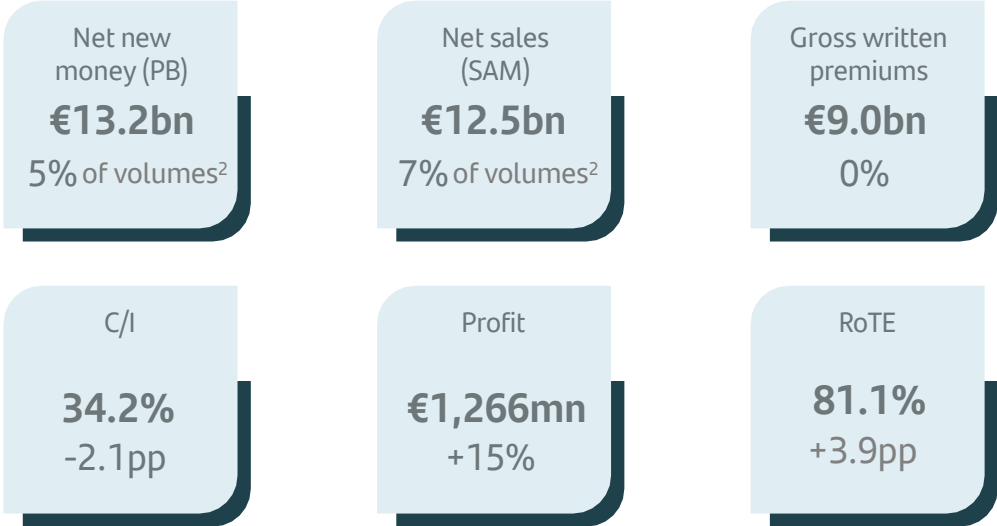 Net new
money (PB)
€13.2bn
5% of volumes²
Net sales
(SAM)
€12.5bn
7% of volumes²
Gross written
premiums
€9.0bn
0%
C/I
34.2%
-2.1pp
Profit
€1,266mn
+15%
RoTE
81.1%
+3.9pp